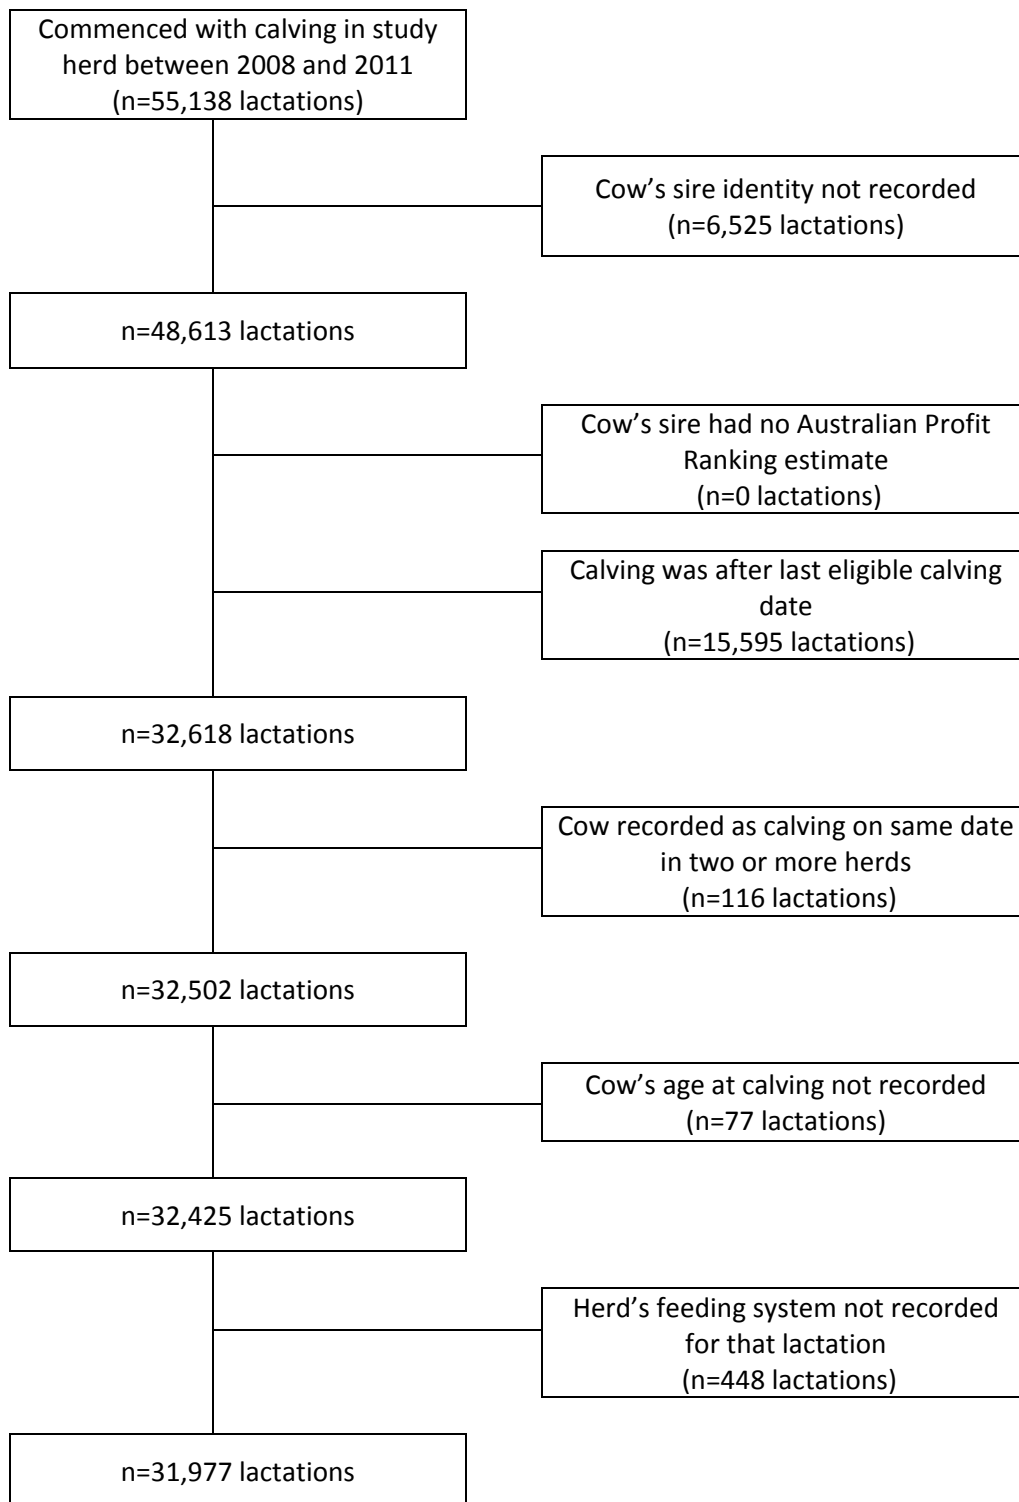 Commenced with calving in study
herd between 2008 and 2011
(n=55,138 lactations)
Cow’s sire identity not recorded
(n=6,525 lactations)
n=48,613 lactations
Cow’s sire had no Australian Profit
Ranking estimate
(n=0 lactations)
Calving was after last eligible calving
date
(n=15,595 lactations)
n=32,618 lactations
Cow recorded as calving on same date
in two or more herds
(n=116 lactations)
n=32,502 lactations
Cow’s age at calving not recorded
(n=77 lactations)
n=32,425 lactations
Herd’s feeding system not recorded
for that lactation
(n=448 lactations)
n=31,977 lactations